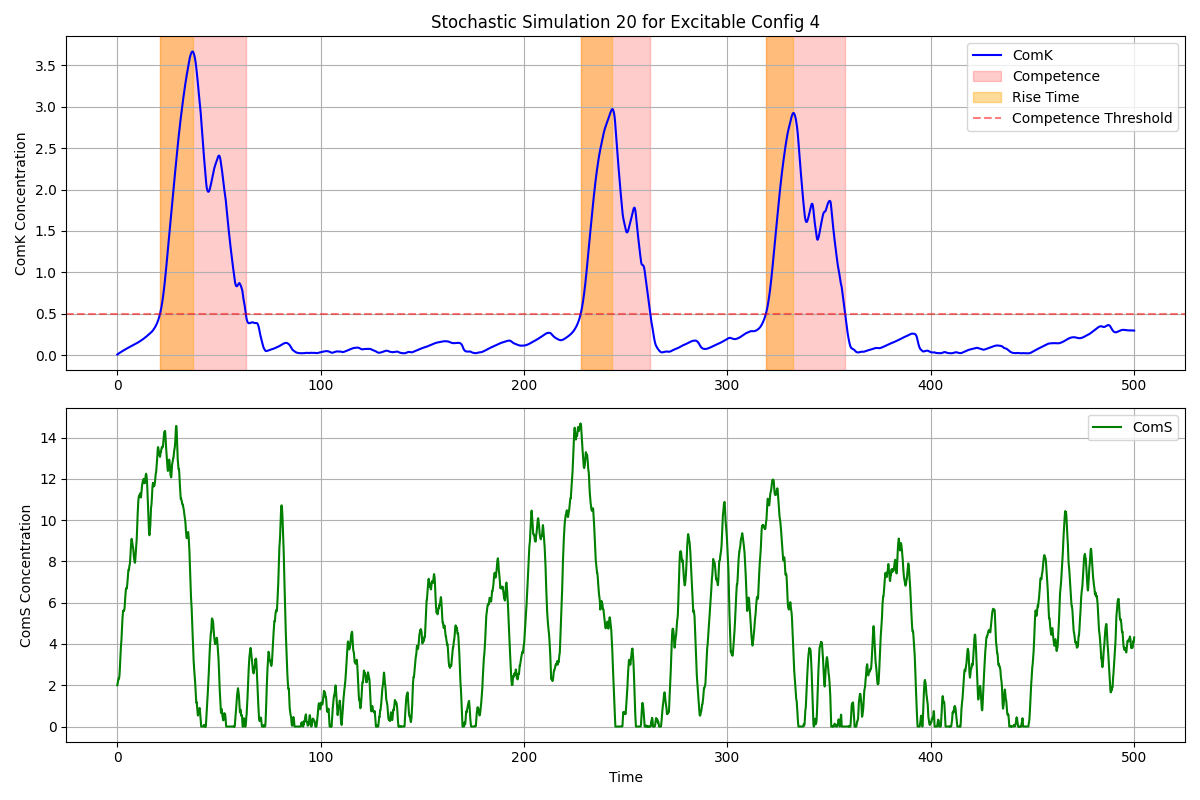 Stochastic Simulation 20 for Excitable Config 4
ComK Concentration
3.5
3.0
2.5
2.0
1.5
1.0
0.5
0.0
ComK
Competence
Rise Time
Competence Threshold
0 100 200 300 400 500
ComS Concentration
14
12
10
8
6
4
2
0
ComS
0 100 200 300 400 500
Time